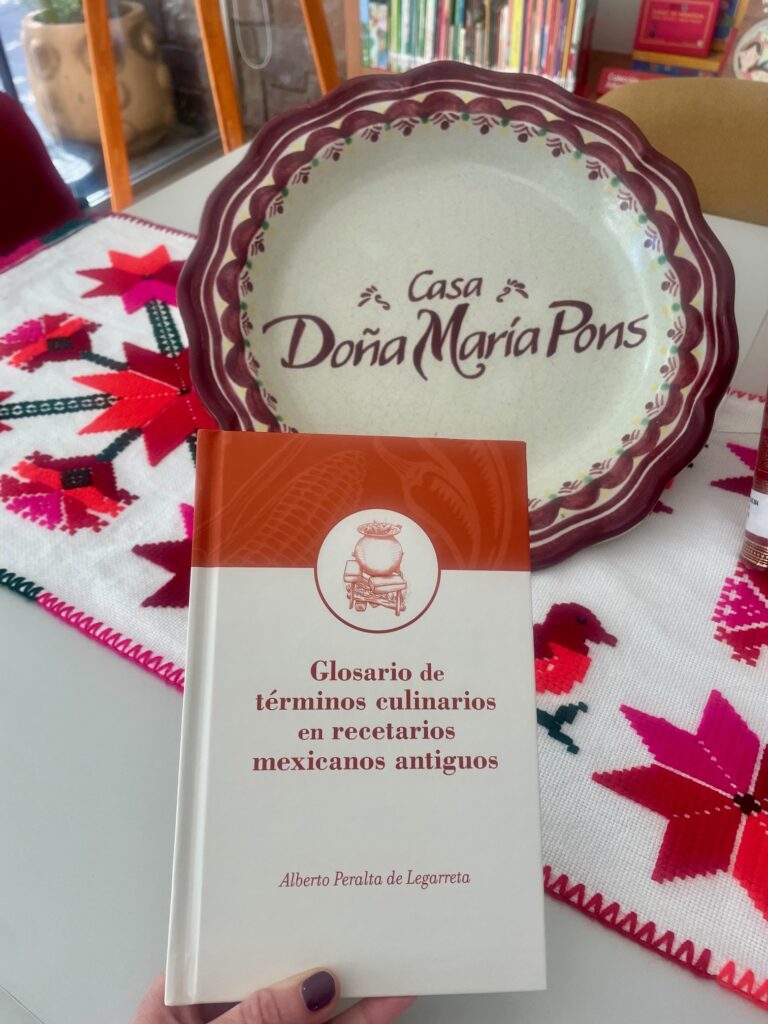 Casa
Doña María Pons
Glosario de
términos culinarios
en recetarios
mexicanos antiguos
Alberto Peralta de Legarreta